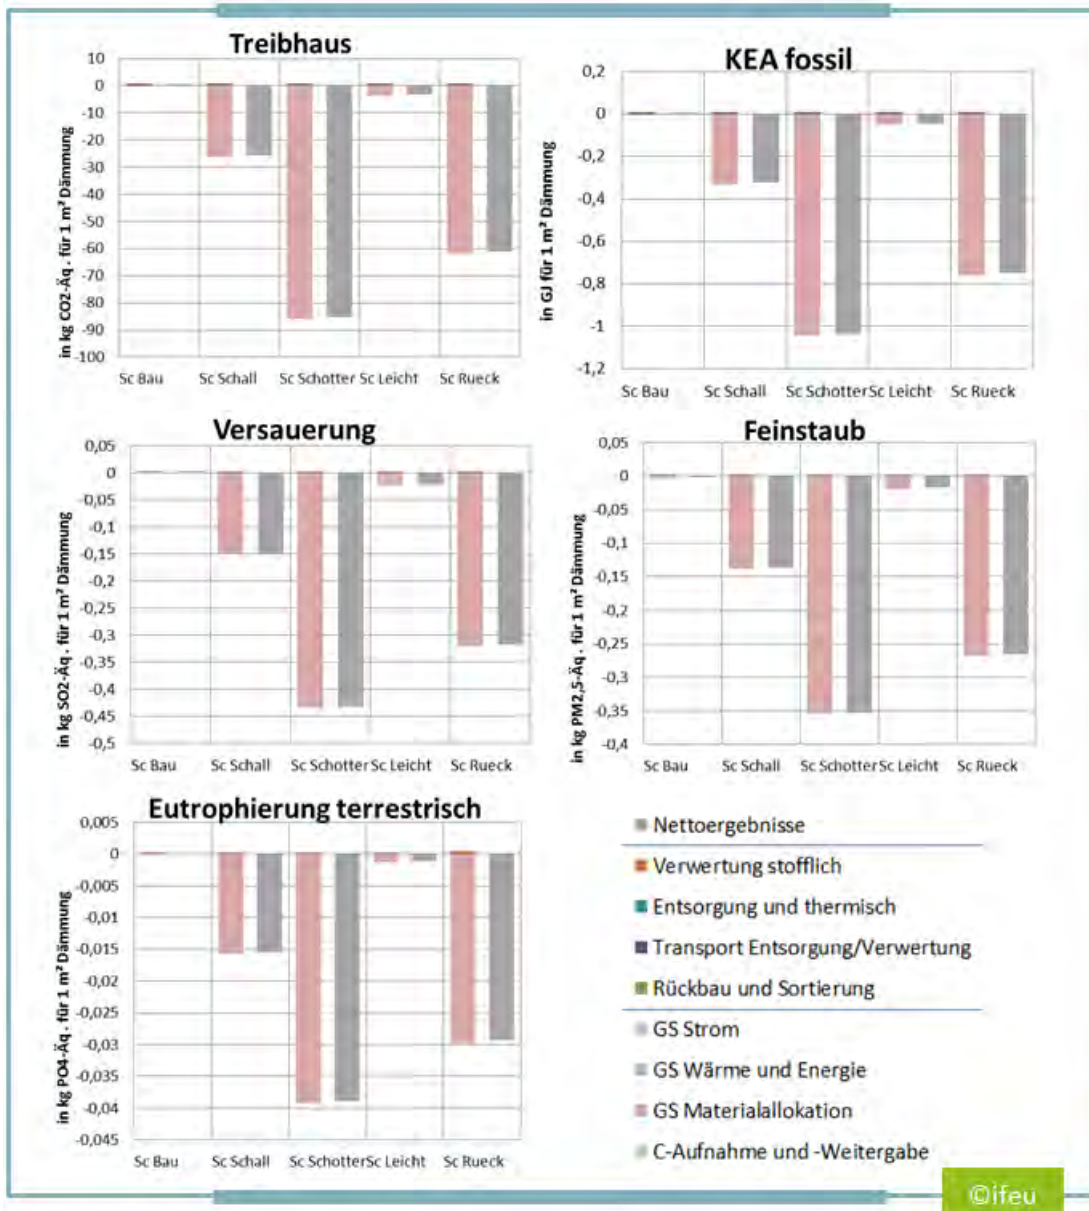 Treibhaus
in kg CO2-Äq. für 1 m² Dämmung
10
0
-10
-20
-30
-40
-50
-60
-70
-80
-90
-100
Sc Bau Sc Schall Sc Schotter Sc Leicht Sc Rueck
KEA fossil
in GJ für 1 m² Dämmung
0,2
0
-0,2
-0,4
-0,6
-0,8
-1
-1,2
Sc Bau Sc Schall Sc Schotter Sc Leicht Sc Rueck
Versauerung
in kg SO2-Äq. für 1 m² Dämmung
0,05
0
-0,05
-0,1
-0,15
-0,2
-0,25
-0,3
-0,35
-0,4
-0,45
-0,5
Sc Bau Sc Schall Sc Schotter Sc Leicht Sc Rueck
Feinstaub
in kg PM2,5-Äq. für 1 m² Dämmung
0,05
0
-0,05
-0,1
-0,15
-0,2
-0,25
-0,3
-0,35
-0,4
Sc Bau Sc Schall Sc Schotter Sc Leicht Sc Rueck
Eutrophierung terrestrisch
in kg PO4-Äq. für 1 m² Dämmung
0,005
0
-0,005
-0,01
-0,015
-0,02
-0,025
-0,03
-0,035
-0,04
-0,045
Sc Bau Sc Schall Sc Schotter Sc Leicht Sc Rueck
Nettoergebnisse
Verwertung stofflich
Entsorgung und thermisch
Transport Entsorgung/Verwertung
Rückbau und Sortierung
GS Strom
GS Wärme und Energie
GS Materialallokation
C-Aufnahme und -Weitergabe
©ifeu